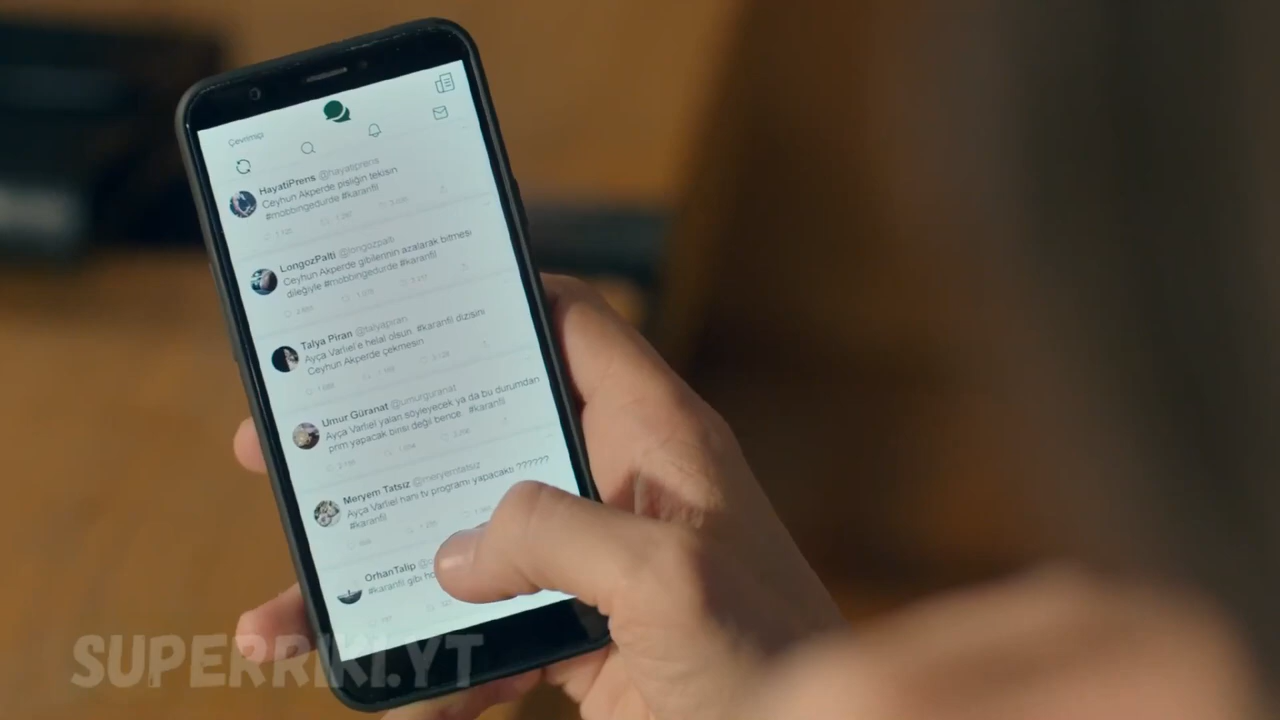 Çevrimiçi
HayatiPrens @hayatiprens
Ceyhun Akperde pisliğin tekisin
#mobbingedurde #karanfil
LongozPalti @longozpalti
Ceyhun Akperde gibilerinin azalarak bitmesi
dileğiyle #mobbingedurde #karanfil
Talya Piran @talyapiran
Ayça Varlıel'e helal olsun #karanfil dizisini
Ceyhun Akperde çekmesin
Umur Güranat @umurguranat
Ayça Varlıel yalan söyleyecek ya da bu durumdan
prim yapacak birisi değil bence. #karanfil
Meryem Tatsız @meryemtatsiz
Ayça Varlıel hani tv programı yapacaktı ??????
#karanfil
OrhanTalip
#karanfil gibi
SUPERRIKI.YT